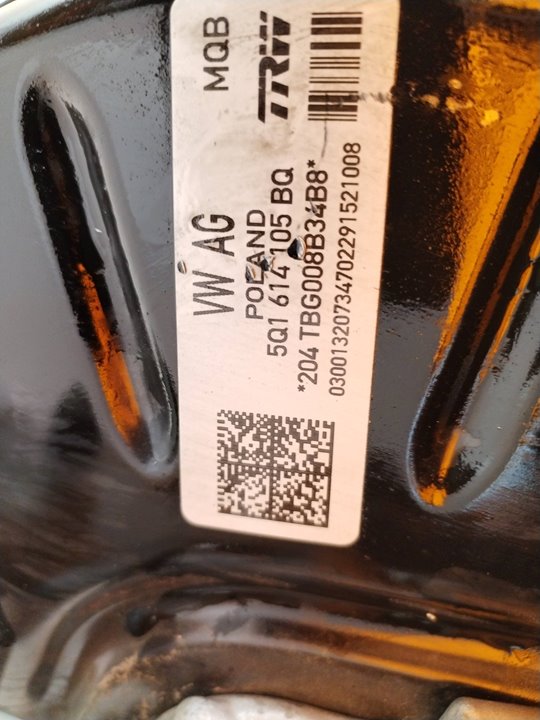 VW AG
MQB
POLAND
TRW
5Q1 614 105 BQ
*204 TBG008B34B8*
03001320734702291521008